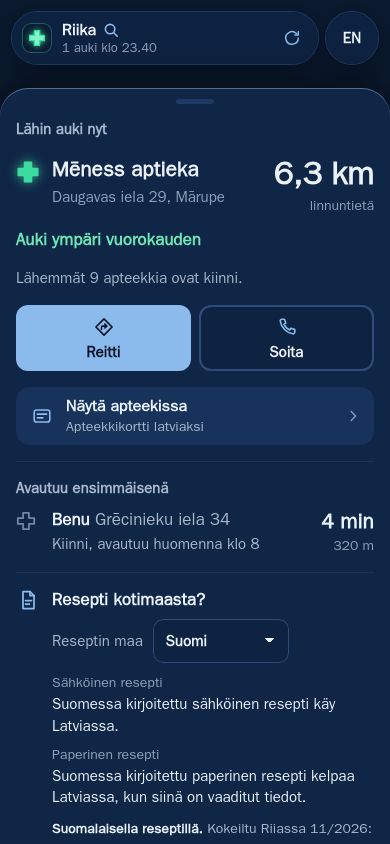 Riika
1 auki klo 23.40
EN
Lähin auki nyt
Mēness aptieka
6,3 km
Daugavas iela 29, Mārupe
linnuntietä
Auki ympäri vuorokauden
Lähemmät 9 apteekkia ovat kiinni.
Reitti
Soita
Näytä apteekissa
Apteekkikortti latviaksi
Avautuu ensimmäisenä
Benu Grēcinieku iela 34
4 min
Kiinni, avautuu huomenna klo 8
320 m
Resepti kotimaasta?
Reseptin maa
Suomi
Sähköinen resepti
Suomessa kirjoitettu sähköinen resepti käy
Latviassa.
Paperinen resepti
Suomessa kirjoitettu paperinen resepti kelpaa
Latviassa, kun siinä on vaaditut tiedot.
Suomalaisella reseptillä. Kokeiltu Riiassa 11/2026: